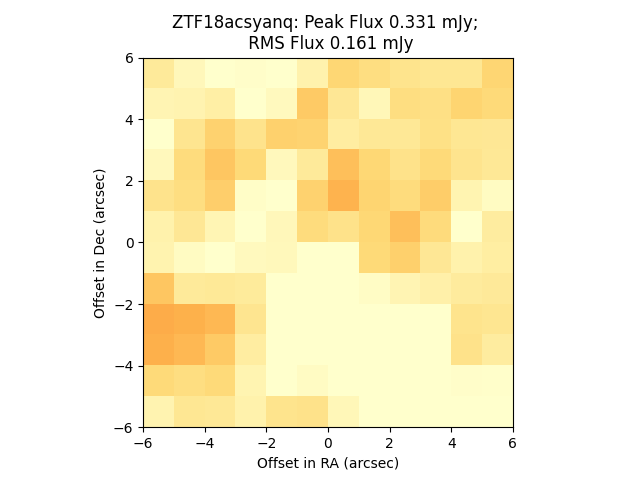 ZTF18acsyanq: Peak Flux 0.331 mJy;
RMS Flux 0.161 mJy
6
4
2
0
−2
−4
−6
Offset in Dec (arcsec)
−6 −4 −2 0 2 4 6
Offset in RA (arcsec)